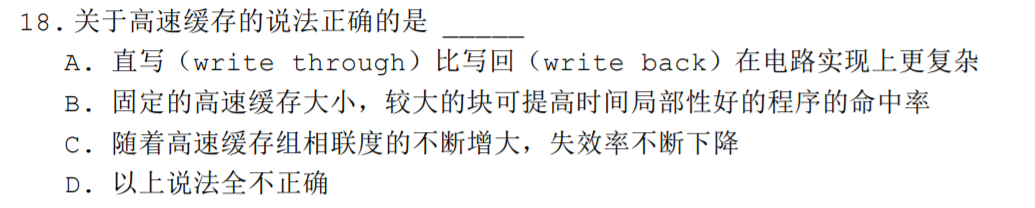 18.关于高速缓存的说法正确的是 _____
A. 直写（write through）比写回（write back）在电路实现上更复杂
B. 固定的高速缓存大小，较大的块可提高时间局部性好的程序的命中率
C. 随着高速缓存组相联度的不断增大，失效率不断下降
D. 以上说法全不正确